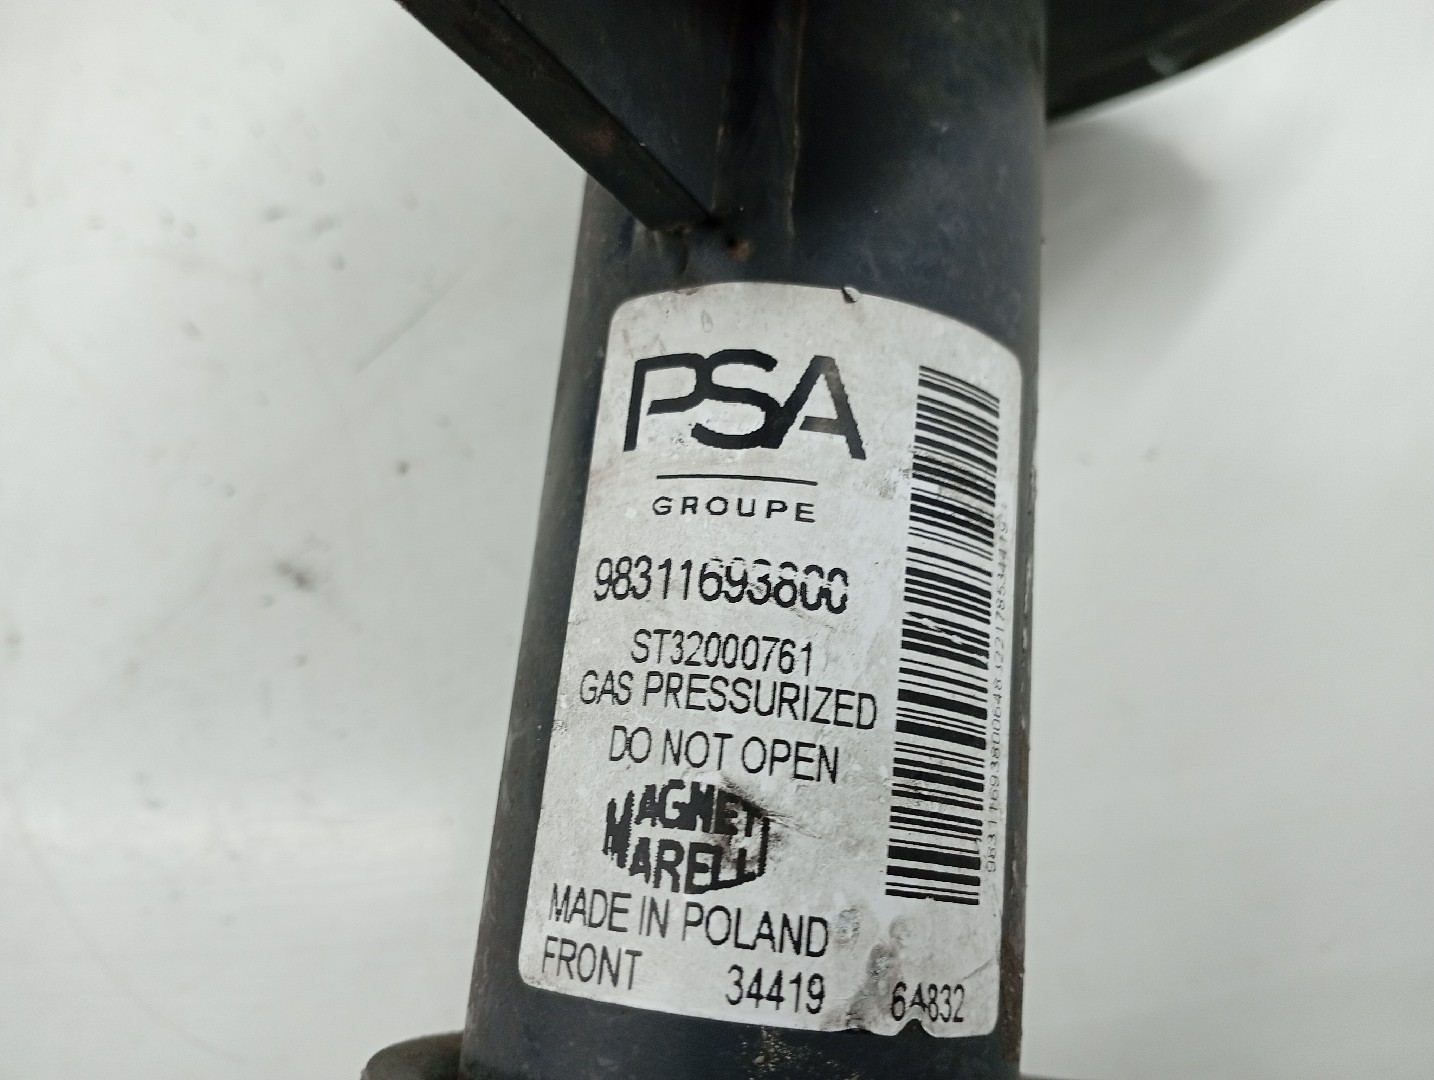 PSA
GROUPE
98311693800
ST32000761
GAS PRESSURIZED
DO NOT OPEN
MAGNETI
MARELLI
MADE IN POLAND
FRONT 34419 6A832